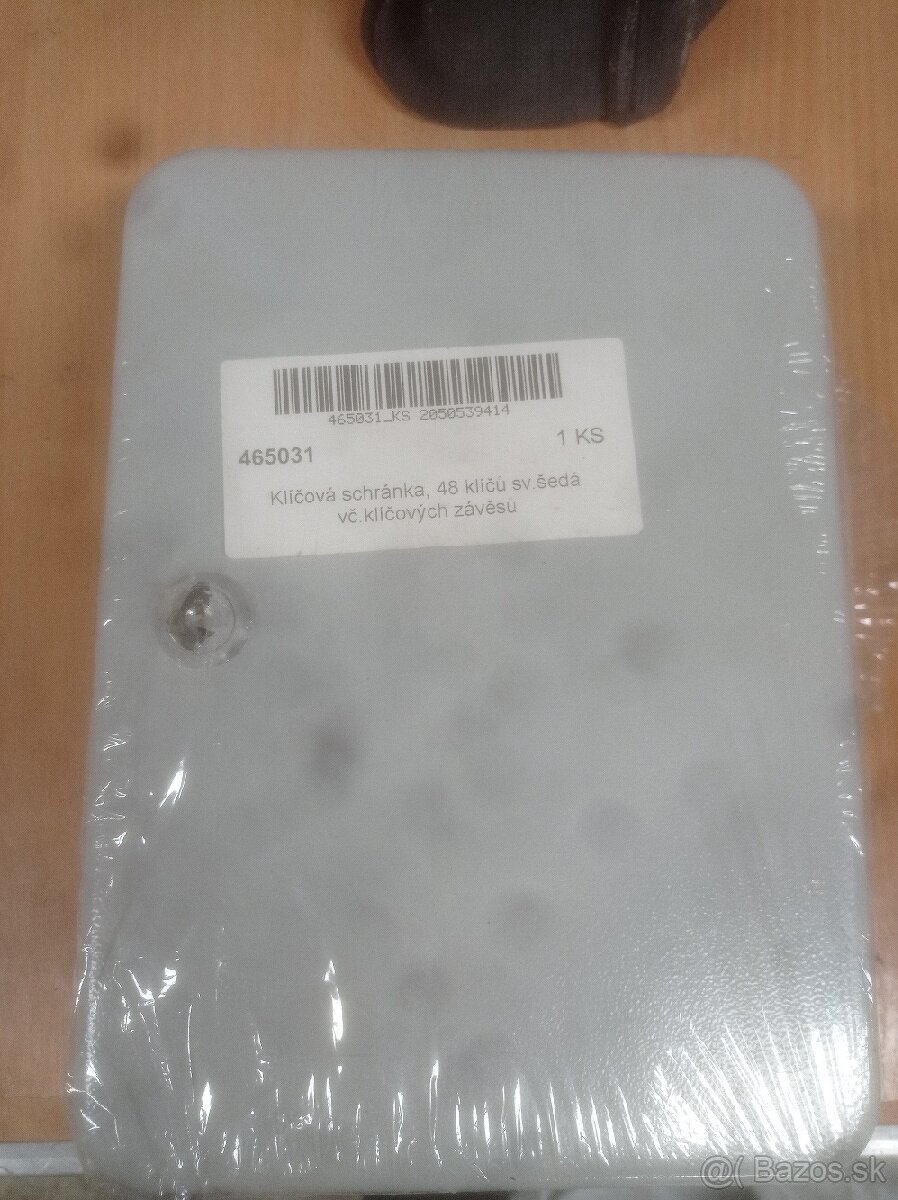 465031_KS 2050539414
465031
1 KS
Klíčová schránka, 48 klíčů sv.šedá
vč.klíčových závěsů
@( Bazos.sk